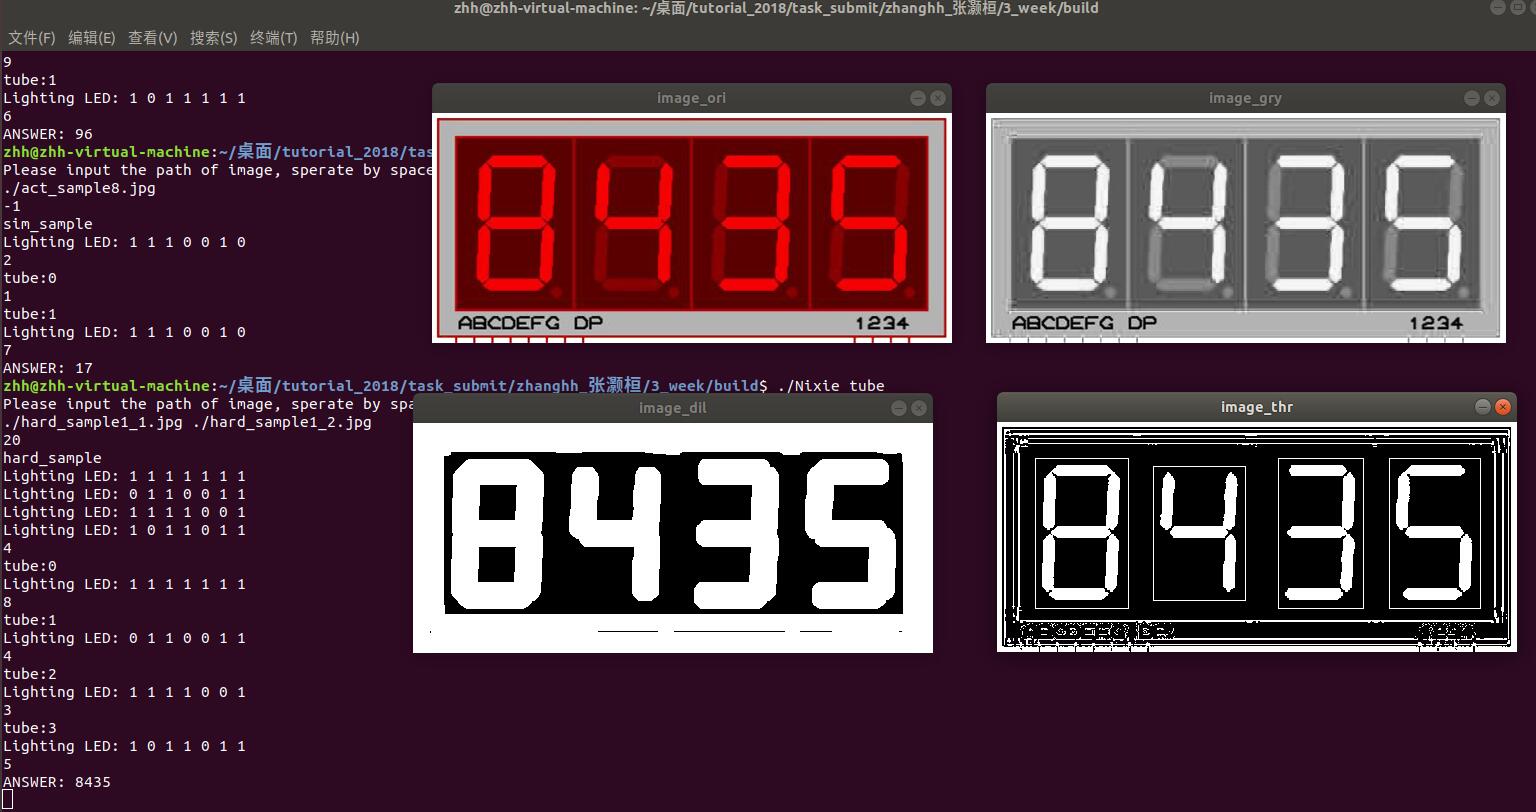 zhh@zhh-virtual-machine: ~/桌面/tutorial_2018/task_submit/zhanghh_张灏桓/3_week/build
文件(F) 编辑(E) 查看(V) 搜索(S) 终端(T) 帮助(H)
9
tube:1
Lighting LED: 1 0 1 1 1 1 1
6
ANSWER: 96
zhh@zhh-virtual-machine:~/桌面/tutorial_2018/tas
Please input the path of image, sperate by space
./act_sample8.jpg
-1
sim_sample
Lighting LED: 1 1 1 0 0 1 0
2
tube:0
1
tube:1
Lighting LED: 1 1 1 0 0 1 0
7
ANSWER: 17
zhh@zhh-virtual-machine:~/桌面/tutorial_2018/task_submit/zhanghh_张灏桓/3_week/build$ ./Nixie tube
Please input the path of image, sperate by spa
./hard_sample1_1.jpg ./hard_sample1_2.jpg
20
hard_sample
Lighting LED: 1 1 1 1 1 1 1
Lighting LED: 0 1 1 0 0 1 1
Lighting LED: 1 1 1 1 0 0 1
Lighting LED: 1 0 1 1 0 1 1
4
tube:0
Lighting LED: 1 1 1 1 1 1 1
8
tube:1
Lighting LED: 0 1 1 0 0 1 1
4
tube:2
Lighting LED: 1 1 1 1 0 0 1
3
tube:3
Lighting LED: 1 0 1 1 0 1 1
5
ANSWER: 8435
image_ori
8435
ABCDEFG DP 1234
image_gry
8435
ABCDEFG DP 1234
image_dil
8435
image_thr
8435